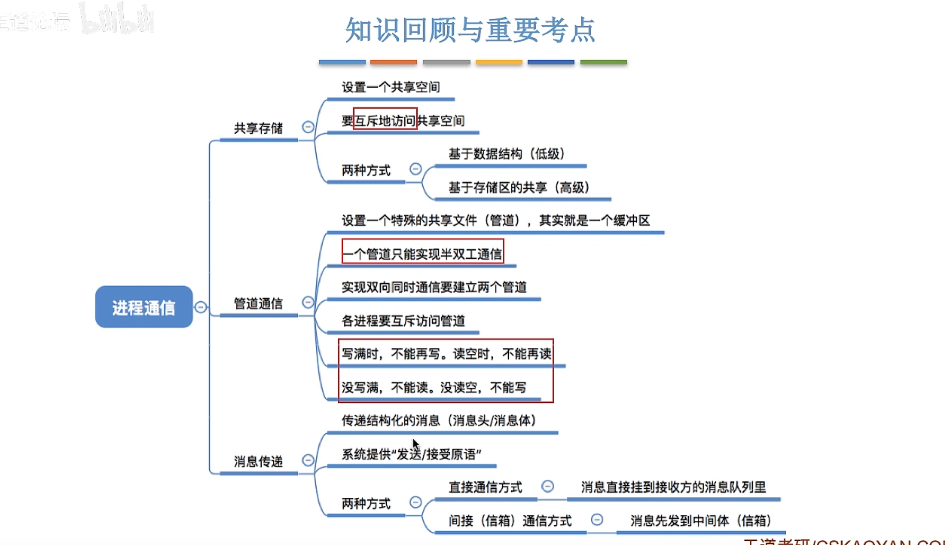 bilibili
知识回顾与重要考点
进程通信
共享存储
设置一个共享空间
要互斥地访问共享空间
两种方式
基于数据结构（低级）
基于存储区的共享（高级）
管道通信
设置一个特殊的共享文件（管道），其实就是一个缓冲区
一个管道只能实现半双工通信
实现双向同时通信要建立两个管道
各进程要互斥访问管道
写满时，不能再写。读空时，不能再读
没写满，不能读。没读空，不能写
消息传递
传递结构化的消息（消息头/消息体）
系统提供“发送/接受原语”
两种方式
直接通信方式
消息直接挂到接收方的消息队列里
间接（信箱）通信方式
消息先发到中间体（信箱）
王道考研/CSKAOYAN.CO